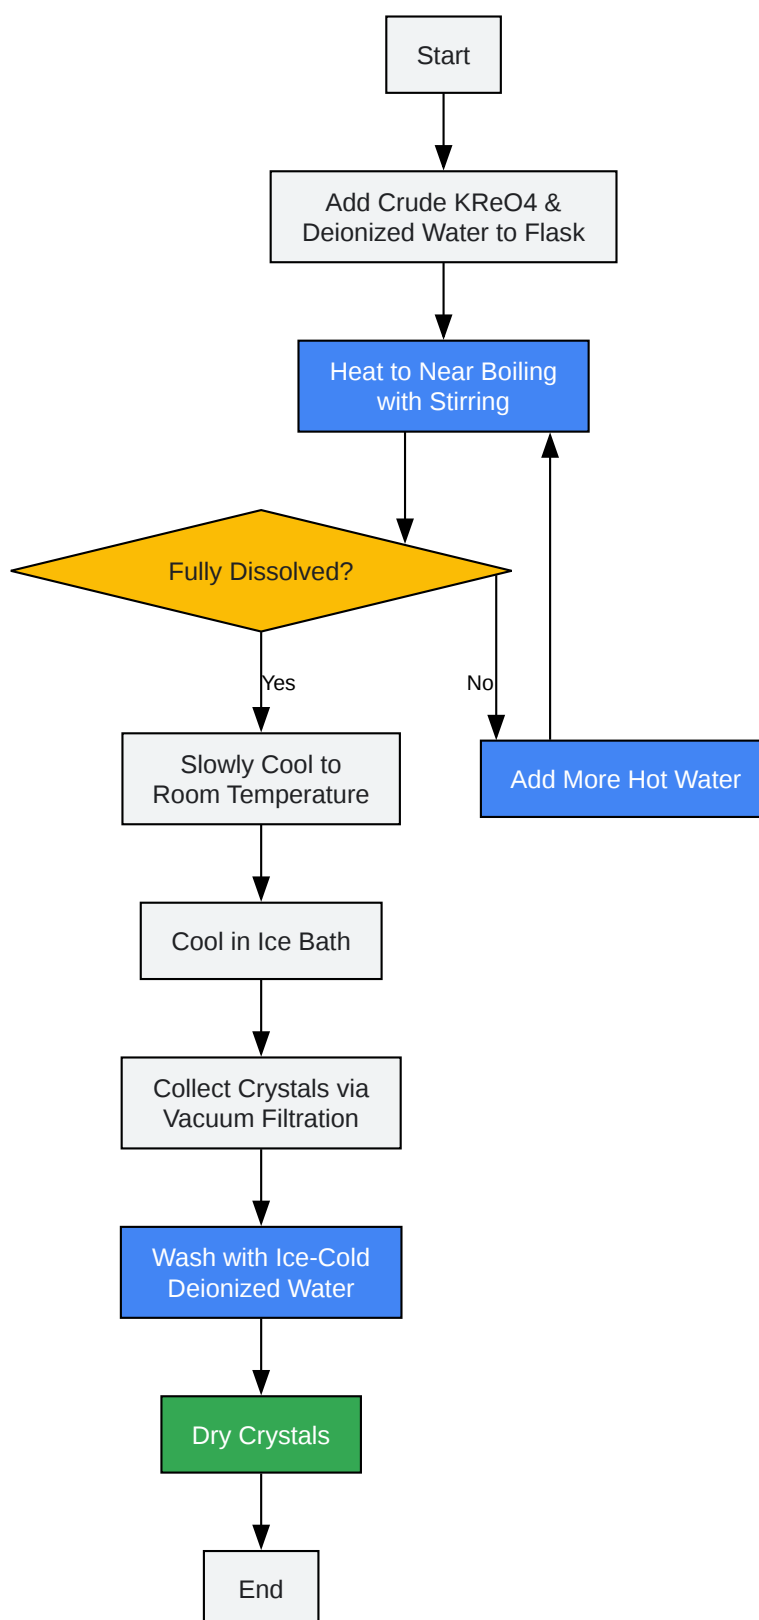 Start
Add Crude KReO4 &
Deionized Water to Flask
Heat to Near Boiling
with Stirring
Fully Dissolved?
Yes
No
Slowly Cool to
Room Temperature
Add More Hot Water
Cool in Ice Bath
Collect Crystals via
Vacuum Filtration
Wash with Ice-Cold
Deionized Water
Dry Crystals
End